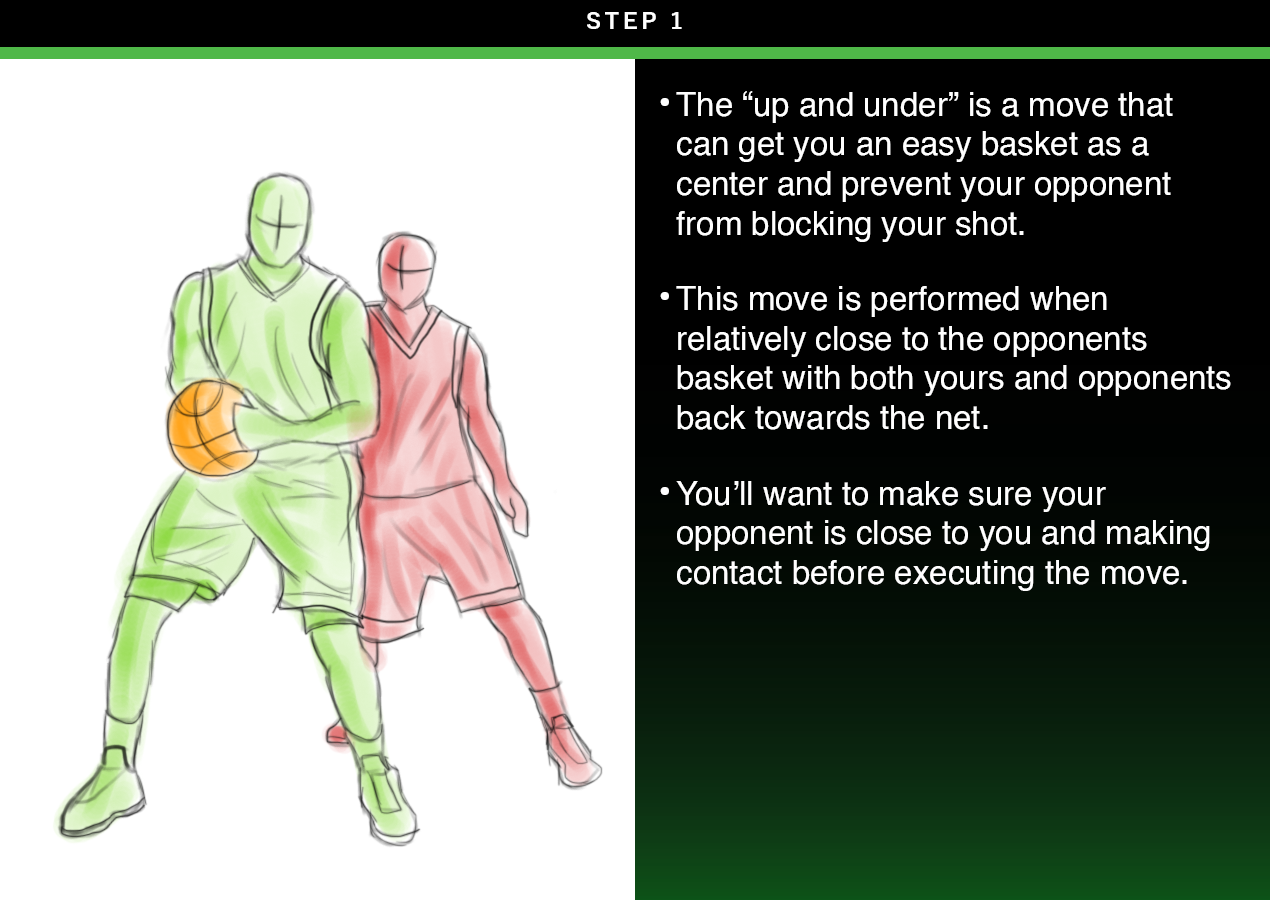 STEP 1
• The “up and under” is a move that
can get you an easy basket as a
center and prevent your opponent
from blocking your shot.
• This move is performed when
relatively close to the opponents
basket with both yours and opponents
back towards the net.
• You’ll want to make sure your
opponent is close to you and making
contact before executing the move.